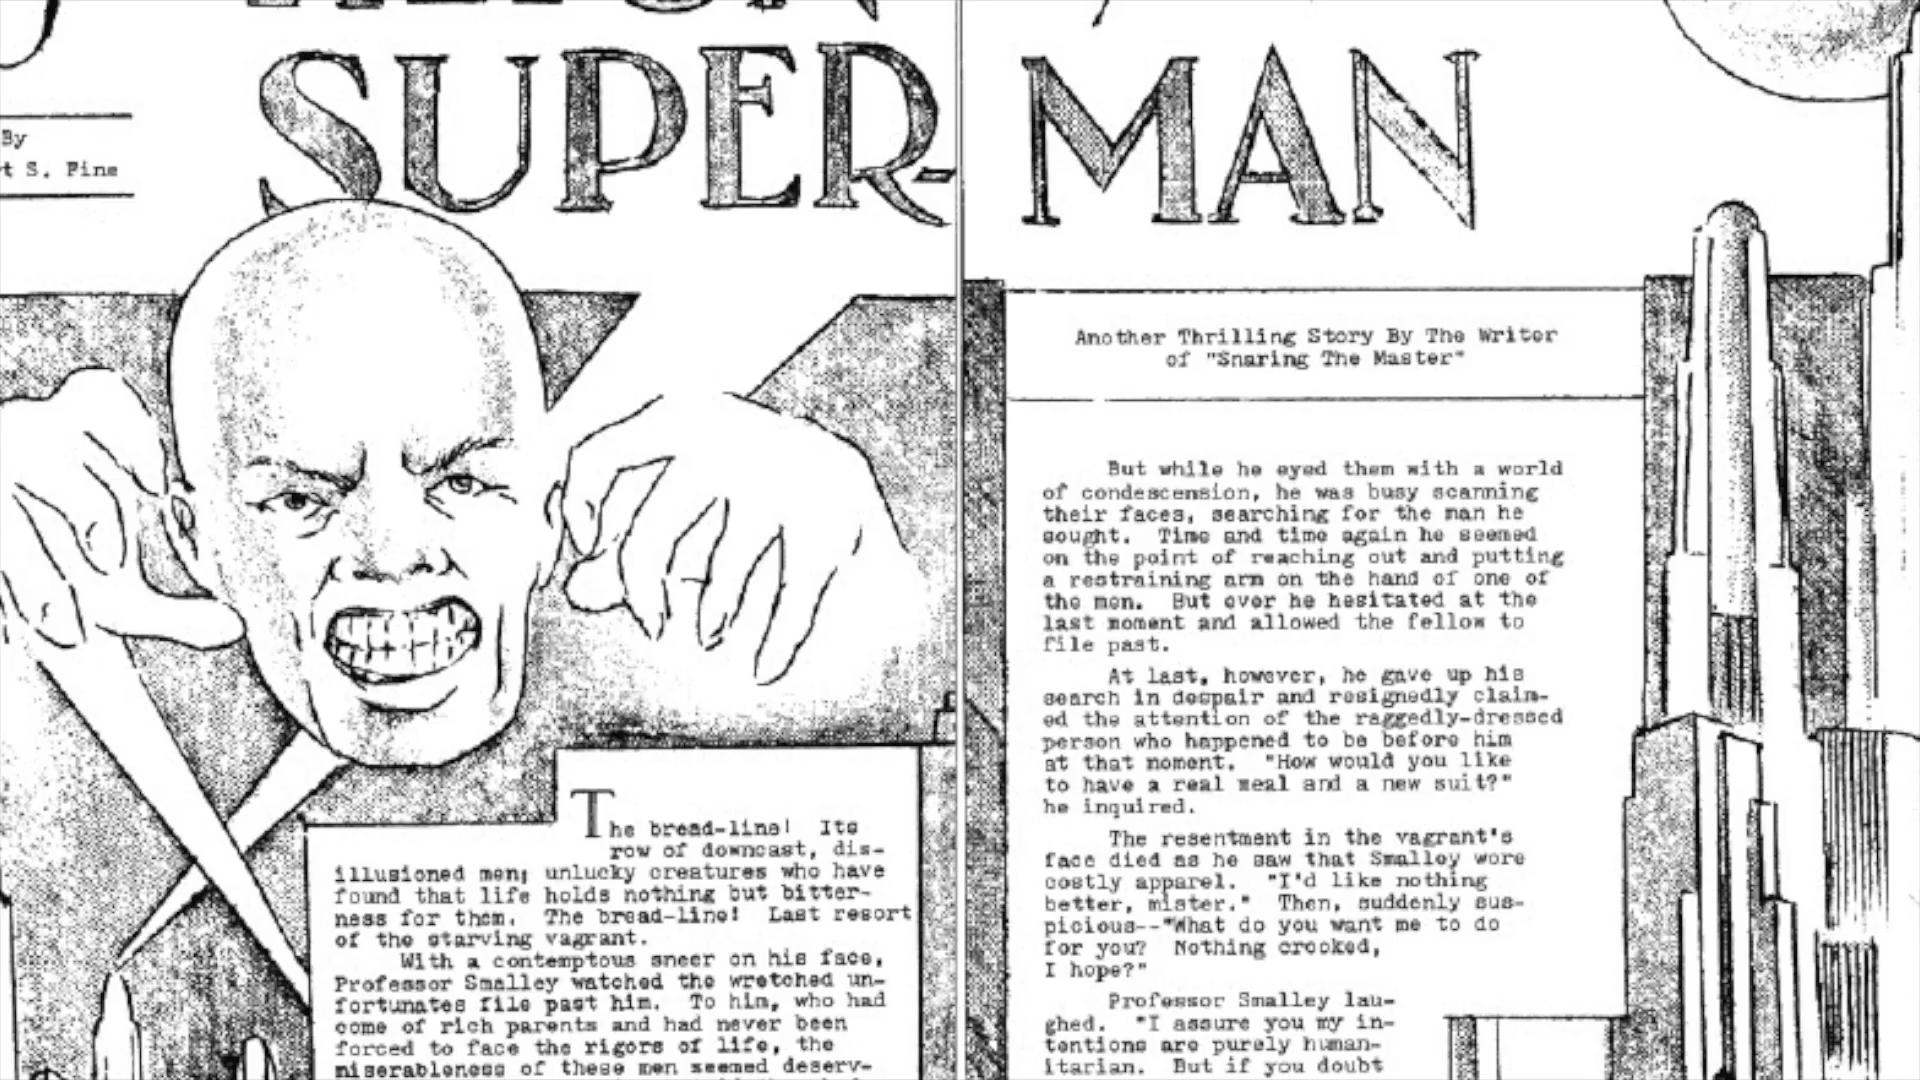 SUPER-MAN
By
t S. Fine
The bread-line! Its
row of downcast, dis-
illusioned men; unlucky creatures who have
found that life holds nothing but bitter-
ness for them. The bread-line! Last resort
of the starving vagrant.
With a contemptous sneer on his face,
Professor Smalley watched the wretched un-
fortunates file past him. To him, who had
come of rich parents and had never been
forced to face the rigors of life, the
miserableness of these men seemed deserv-
Another Thrilling Story By The Writer
of "Snaring The Master"
But while he eyed them with a world
of condescension, he was busy scanning
their faces, searching for the man he
sought. Time and time again he seemed
on the point of reaching out and putting
a restraining arm on the hand of one of
the men. But ever he hesitated at the
last moment and allowed the fellow to
file past.
At last, however, he gave up his
search in despair and resignedly claim-
ed the attention of the raggedly-dressed
person who happened to be before him
at that moment. "How would you like
to have a real meal and a new suit?"
he inquired.
The resentment in the vagrant's
face died as he saw that Smalley wore
costly apparel. "I'd like nothing
better, mister." Then, suddenly sus-
picious--"What do you want me to do
for you? Nothing crooked,
I hope?"
Professor Smalley lau-
ghed. "I assure you my in-
tentions are purely human-
itarian. But if you doubt